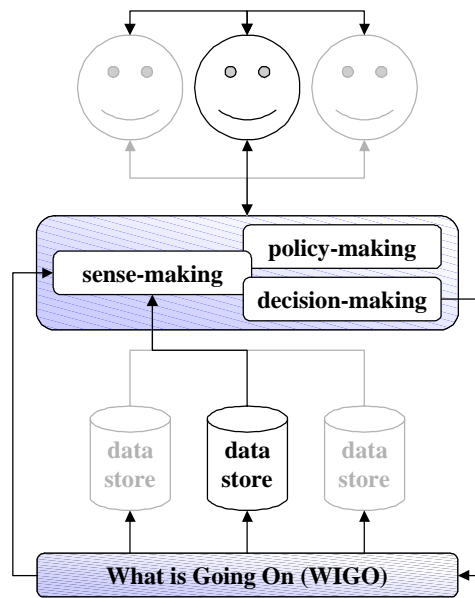 policy-making
sense-making
decision-making
data
store
data
store
data
store
What is Going On (WIGO)